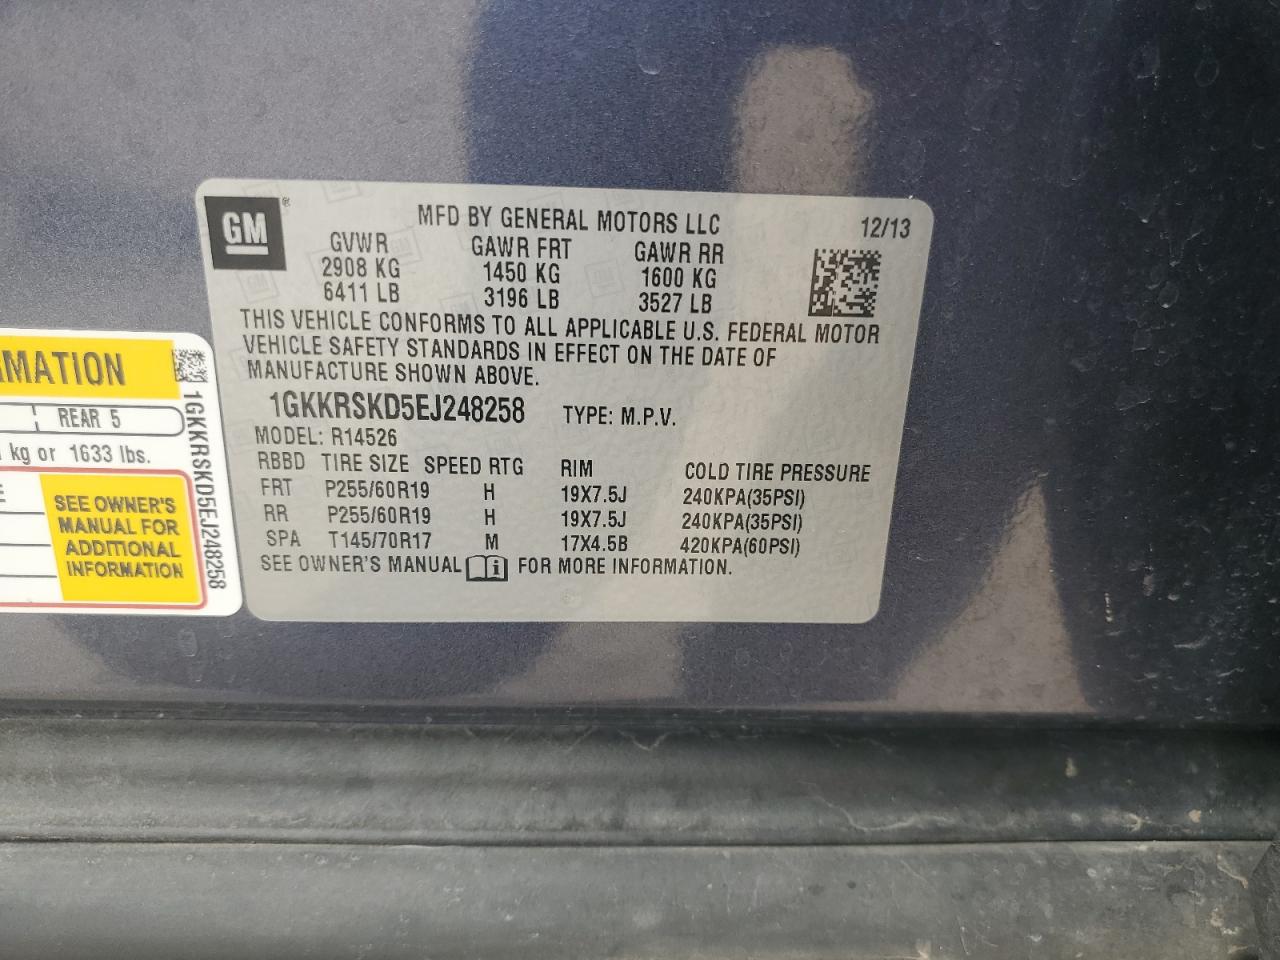 GM ®
MFD BY GENERAL MOTORS LLC 12/13
GVWR GAWR FRT GAWR RR
2908 KG 1450 KG 1600 KG
6411 LB 3196 LB 3527 LB
THIS VEHICLE CONFORMS TO ALL APPLICABLE U.S. FEDERAL MOTOR
VEHICLE SAFETY STANDARDS IN EFFECT ON THE DATE OF
MANUFACTURE SHOWN ABOVE.
1GKKRSKD5EJ248258 TYPE: M.P.V.
MODEL: R14526
RBBD TIRE SIZE SPEED RTG RIM COLD TIRE PRESSURE
FRT P255/60R19 H 19X7.5J 240KPA(35PSI)
RR P255/60R19 H 19X7.5J 240KPA(35PSI)
SPA T145/70R17 M 17X4.5B 420KPA(60PSI)
SEE OWNER'S MANUAL FOR MORE INFORMATION.
MATION
REAR 5
kg or 1633 lbs.
SEE OWNER'S
MANUAL FOR
ADDITIONAL
INFORMATION
1GKKRSKD5EJ248258